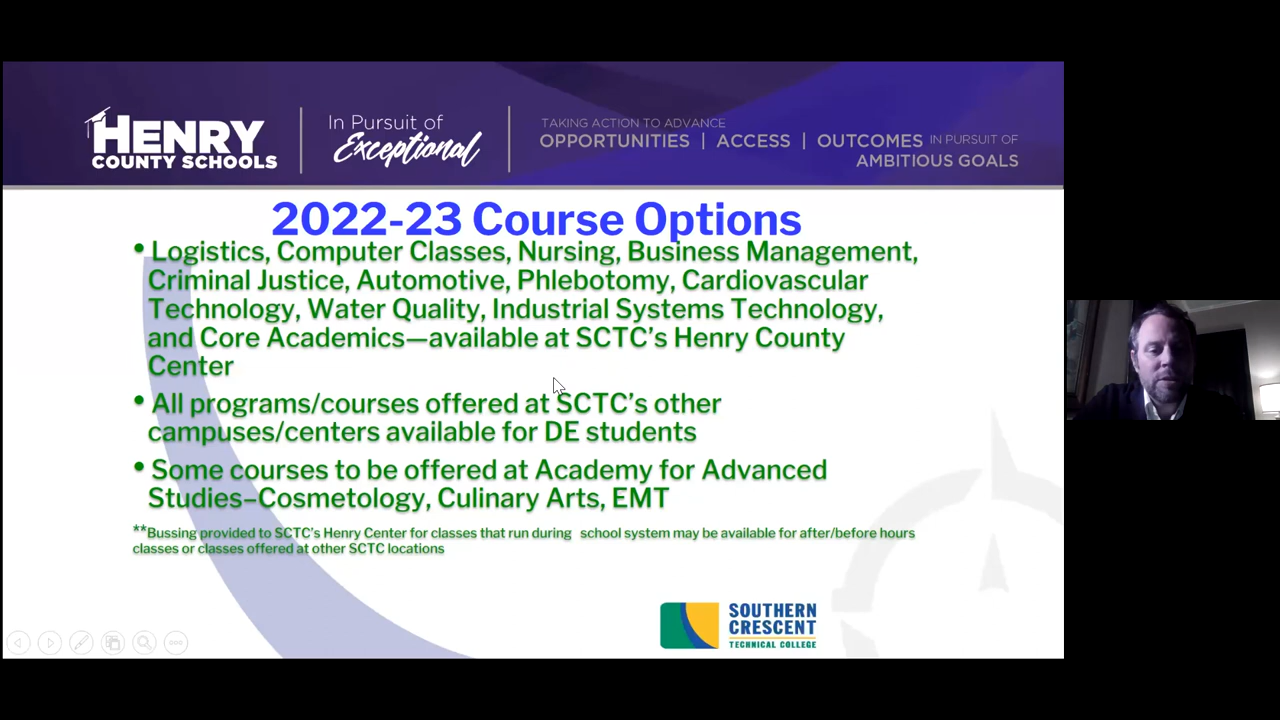 HENRY
COUNTY SCHOOLS
In Pursuit of
Exceptional
TAKING ACTION TO ADVANCE
OPPORTUNITIES | ACCESS | OUTCOMES IN PURSUIT OF
AMBITIOUS GOALS
2022-23 Course Options
• Logistics, Computer Classes, Nursing, Business Management,
Criminal Justice, Automotive, Phlebotomy, Cardiovascular
Technology, Water Quality, Industrial Systems Technology,
and Core Academics—available at SCTC’s Henry County
Center
• All programs/courses offered at SCTC’s other
campuses/centers available for DE students
• Some courses to be offered at Academy for Advanced
Studies–Cosmetology, Culinary Arts, EMT
**Bussing provided to SCTC’s Henry Center for classes that run during school system may be available for after/before hours
classes or classes offered at other SCTC locations
SOUTHERN
CRESCENT
TECHNICAL COLLEGE